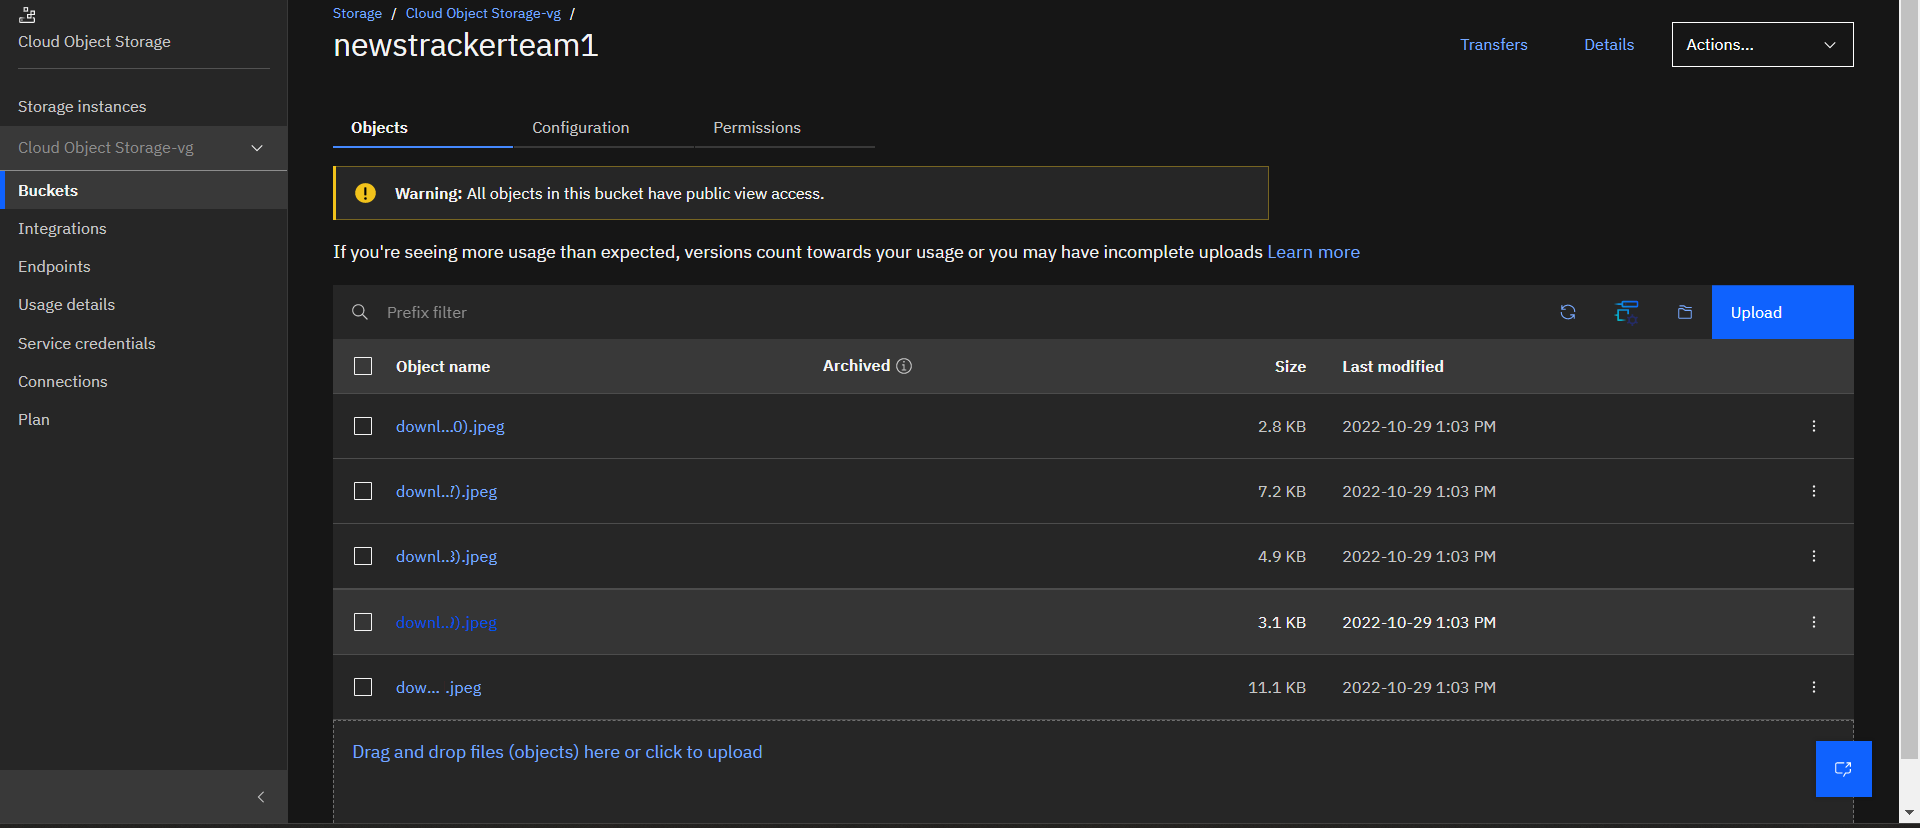 Cloud Object Storage
Storage instances
Cloud Object Storage-vg
Buckets
Integrations
Endpoints
Usage details
Service credentials
Connections
Plan
Storage / Cloud Object Storage-vg /
newstrackerteam1
Transfers Details Actions...
Objects Configuration Permissions
Warning: All objects in this bucket have public view access.
If you're seeing more usage than expected, versions count towards your usage or you may have incomplete uploads Learn more
Prefix filter Upload
Object name Archived Size Last modified
downl...0).jpeg 2.8 KB 2022-10-29 1:03 PM
downl...7).jpeg 7.2 KB 2022-10-29 1:03 PM
downl...8).jpeg 4.9 KB 2022-10-29 1:03 PM
downl...9).jpeg 3.1 KB 2022-10-29 1:03 PM
dow... .jpeg 11.1 KB 2022-10-29 1:03 PM
Drag and drop files (objects) here or click to upload